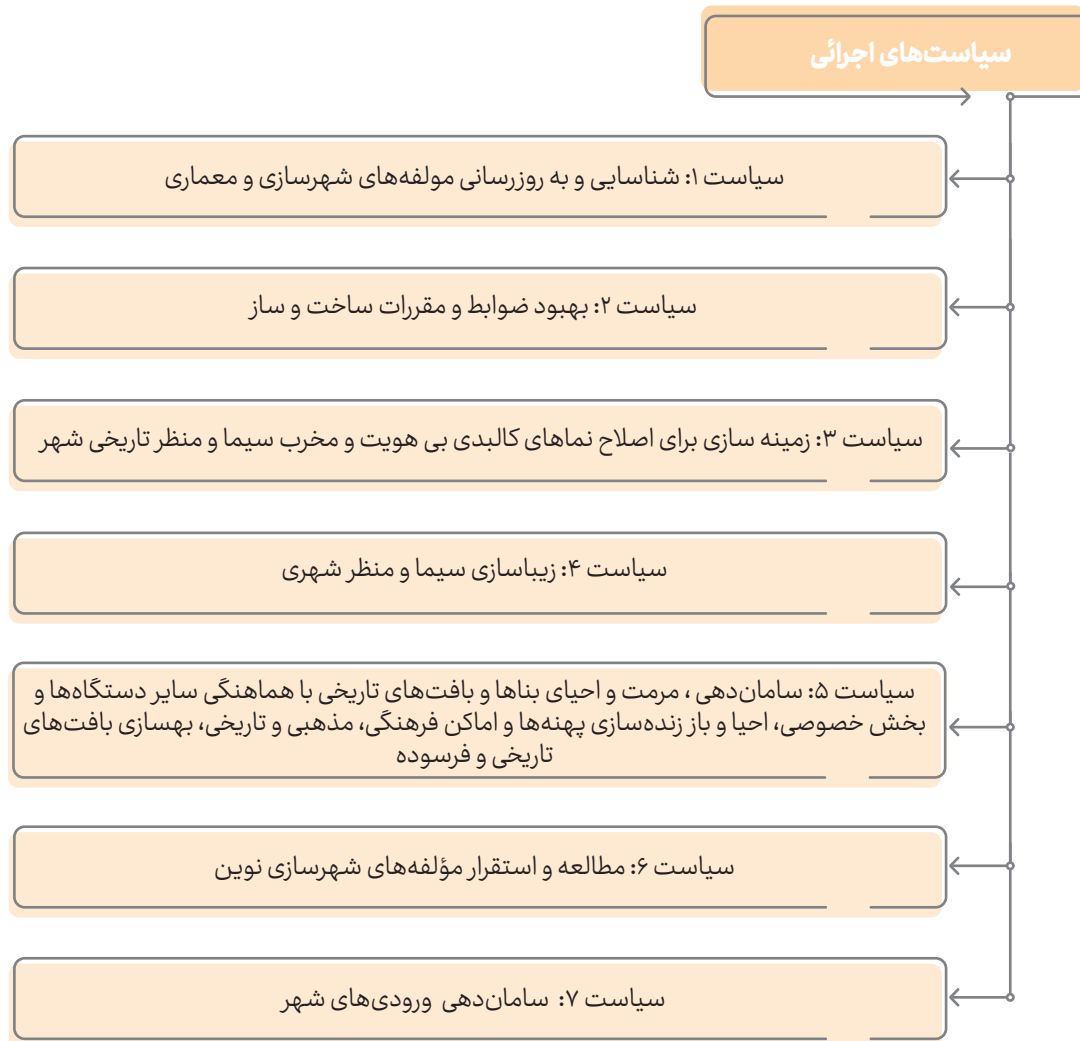 سیاست‌های اجرائی
سیاست ۱: شناسایی و به روزرسانی مولفه‌های شهرسازی و معماری
سیاست ۲: بهبود ضوابط و مقررات ساخت و ساز
سیاست ۳: زمینه سازی برای اصلاح نماهای کالبدی بی هویت و مخرب سیما و منظر تاریخی شهر
سیاست ۴: زیباسازی سیما و منظر شهری
سیاست ۵: سامان‌دهی ، مرمت و احیای بناها و بافت‌های تاریخی با هماهنگی سایر دستگاه‌ها و
بخش خصوصی، احیا و باز زنده‌سازی پهنه‌ها و اماکن فرهنگی، مذهبی و تاریخی، بهسازی بافت‌های
تاریخی و فرسوده
سیاست ۶: مطالعه و استقرار مؤلفه‌های شهرسازی نوین
سیاست ۷: سامان‌دهی ورودی‌های شهر